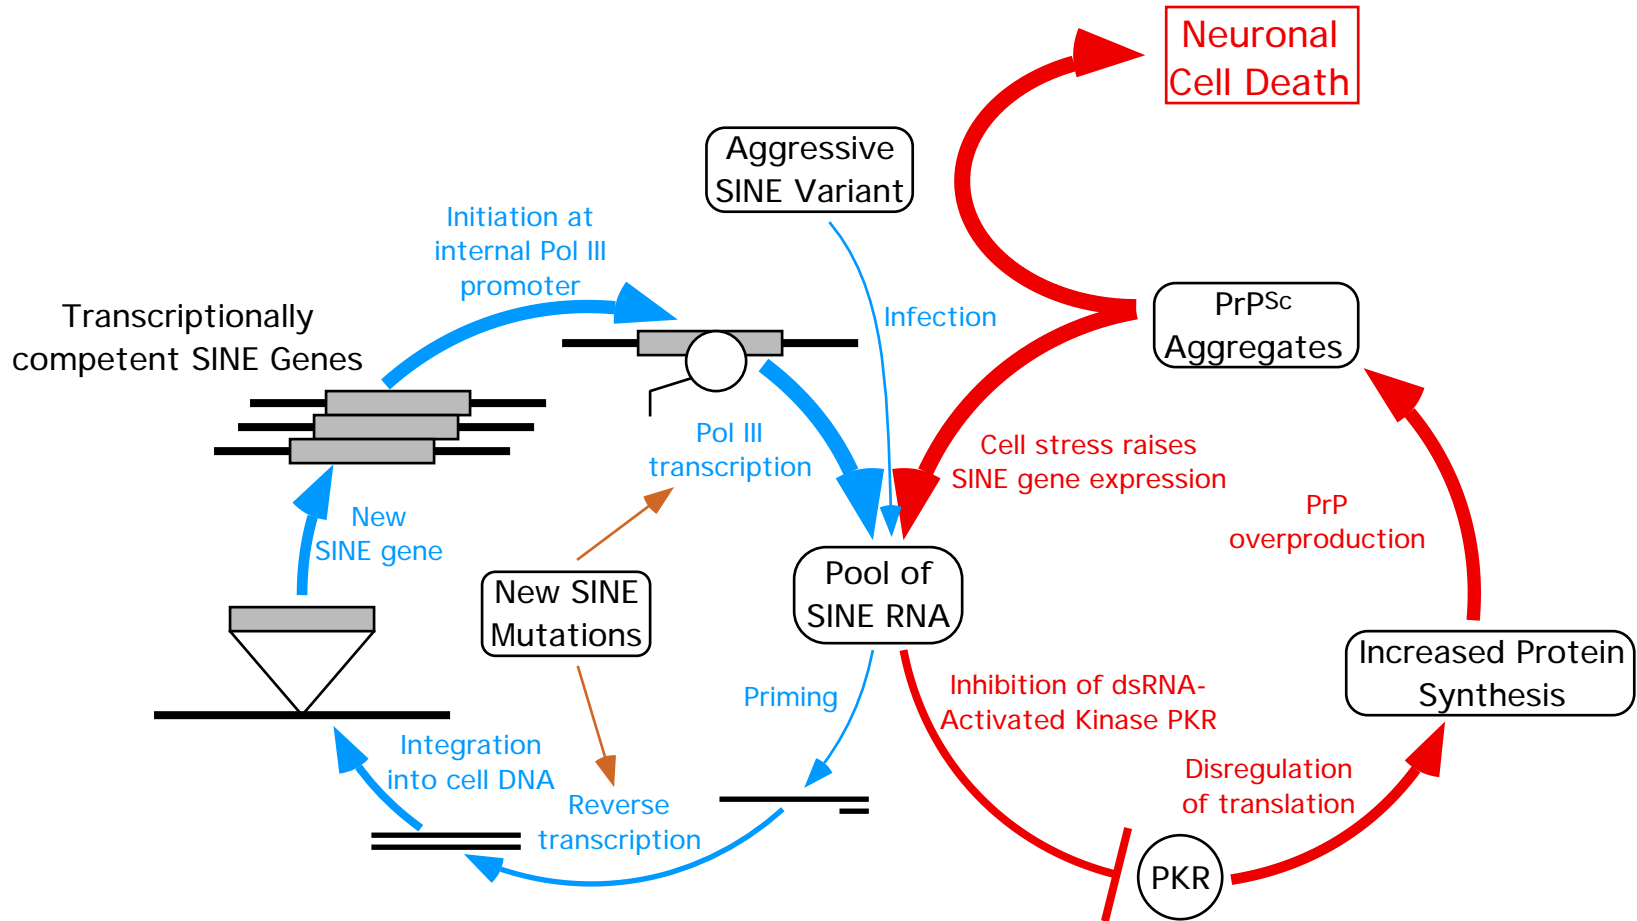 Neuronal
Cell Death
Aggressive
SINE Variant
Initiation at
internal Pol III
promoter
Transcriptionally
competent SINE Genes
Infection
PrPSc
Aggregates
Pol III
transcription
Cell stress raises
SINE gene expression
New
SINE gene
PrP
overproduction
New SINE
Mutations
Pool of
SINE RNA
Increased Protein
Synthesis
Priming
Inhibition of dsRNA-
Activated Kinase PKR
Integration
into cell DNA
Disregulation
of translation
Reverse
transcription
PKR